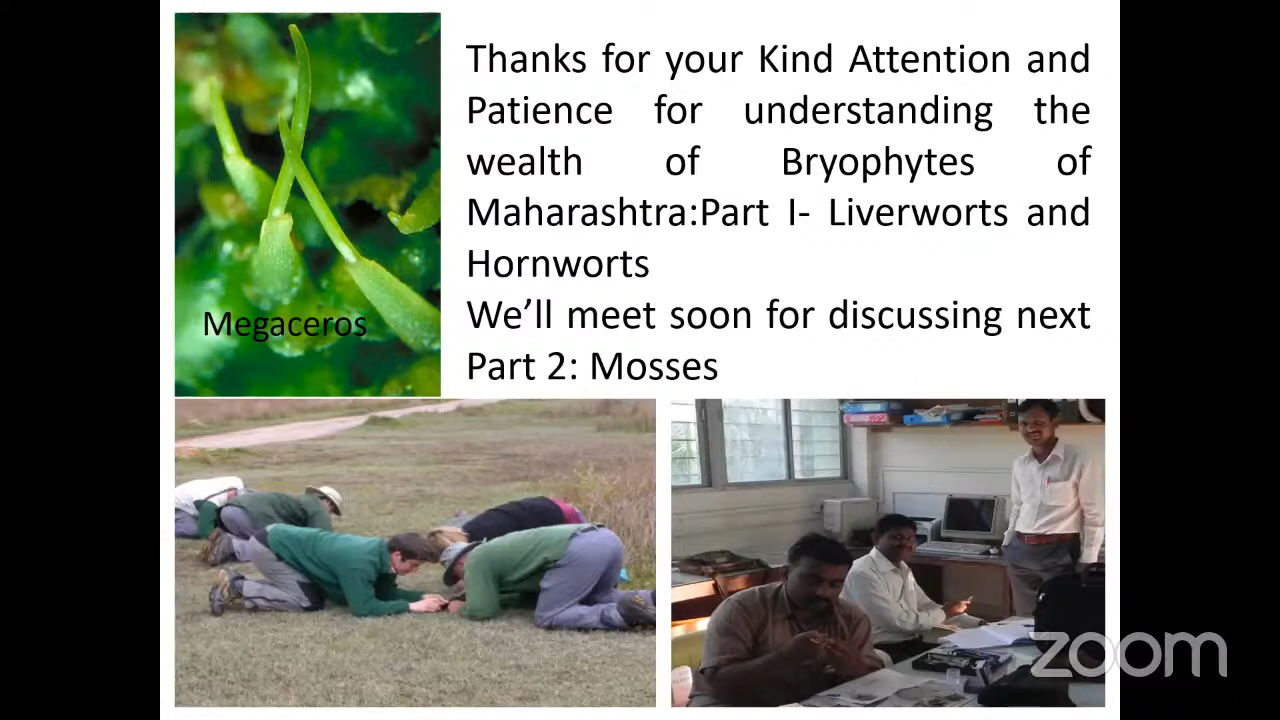 Thanks for your Kind Attention and
Patience for understanding the
wealth of Bryophytes of
Maharashtra:Part I- Liverworts and
Hornworts
We’ll meet soon for discussing next
Part 2: Mosses
Megaceros
zoom